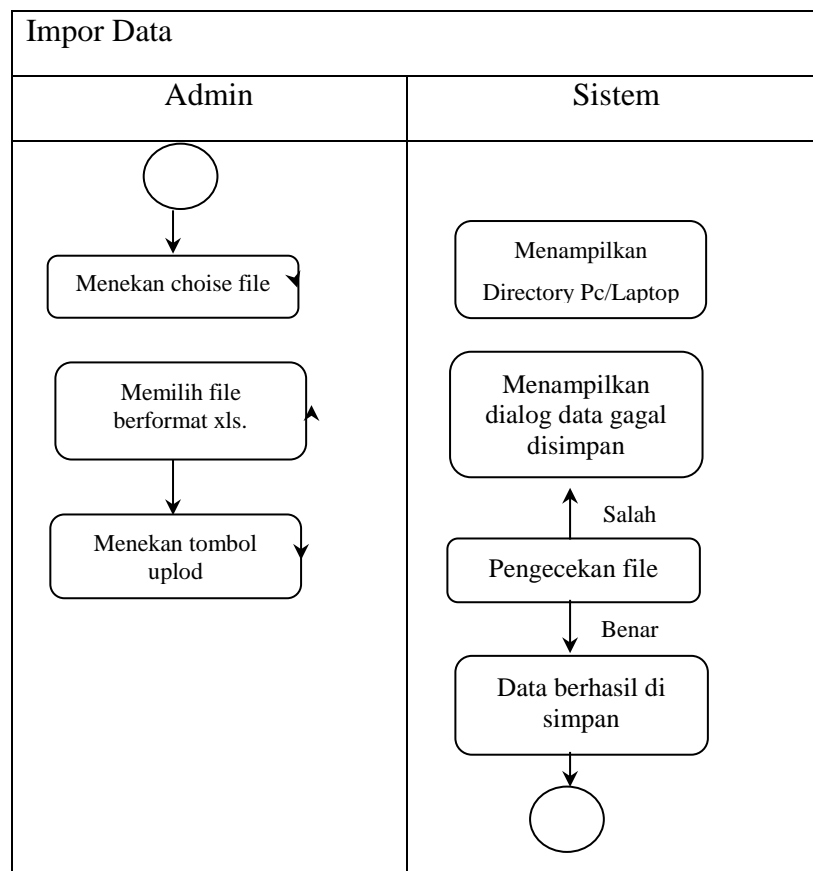 Impor Data
Admin
Sistem
Menekan choise file
Menampilkan
Directory Pc/Laptop
Memilih file
berformat xls.
Menampilkan
dialog data gagal
disimpan
Salah
Menekan tombol
uplod
Pengecekan file
Benar
Data berhasil di
simpan